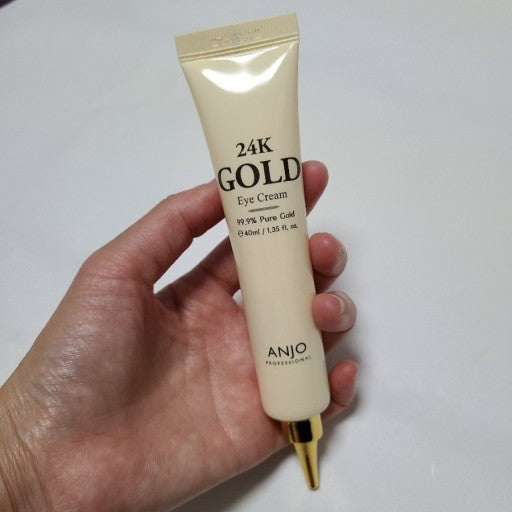 24K
GOLD
Eye Cream
99.9% Pure Gold
℮40ml / 1.35 fl. oz.
ANJO
PROFESSIONAL